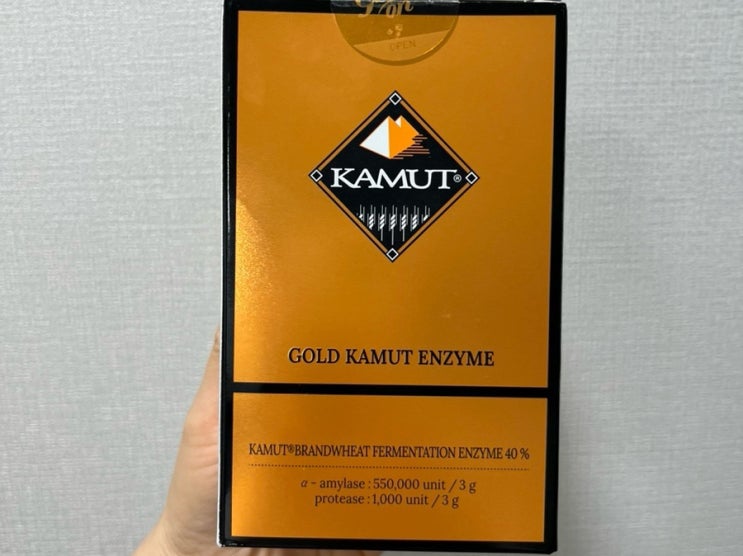 OPEN
KAMUT®
GOLD KAMUT ENZYME
KAMUT®BRANDWHEAT FERMENTATION ENZYME 40 %
α - amylase : 550,000 unit / 3 g
protease : 1,000 unit / 3 g